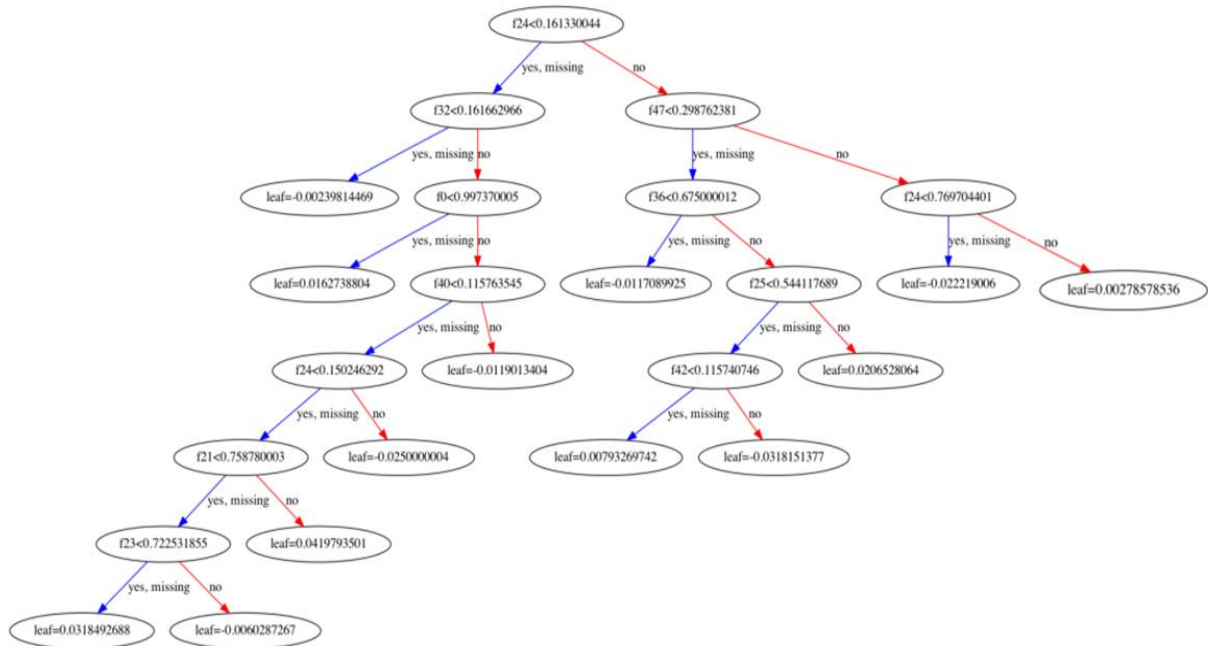 f24<0.161330044
yes, missing
no
f32<0.161662966
f47<0.298762381
yes, missing
no
yes, missing
no
leaf=-0.00239814469
f0<0.997370005
f36<0.675000012
f24<0.769704401
yes, missing
no
yes, missing
no
yes, missing
no
leaf=0.0162738804
f40<0.115763545
leaf=-0.0117089925
f25<0.544117689
leaf=-0.022219006
leaf=0.00278578536
yes, missing
no
yes, missing
no
f24<0.150246292
leaf=-0.0119013404
f42<0.115740746
leaf=0.0206528064
yes, missing
no
yes, missing
no
f21<0.758780003
leaf=-0.0250000004
leaf=0.00793269742
leaf=-0.0318151377
yes, missing
no
f23<0.722531855
leaf=0.0419793501
yes, missing
no
leaf=0.0318492688
leaf=-0.0060287267